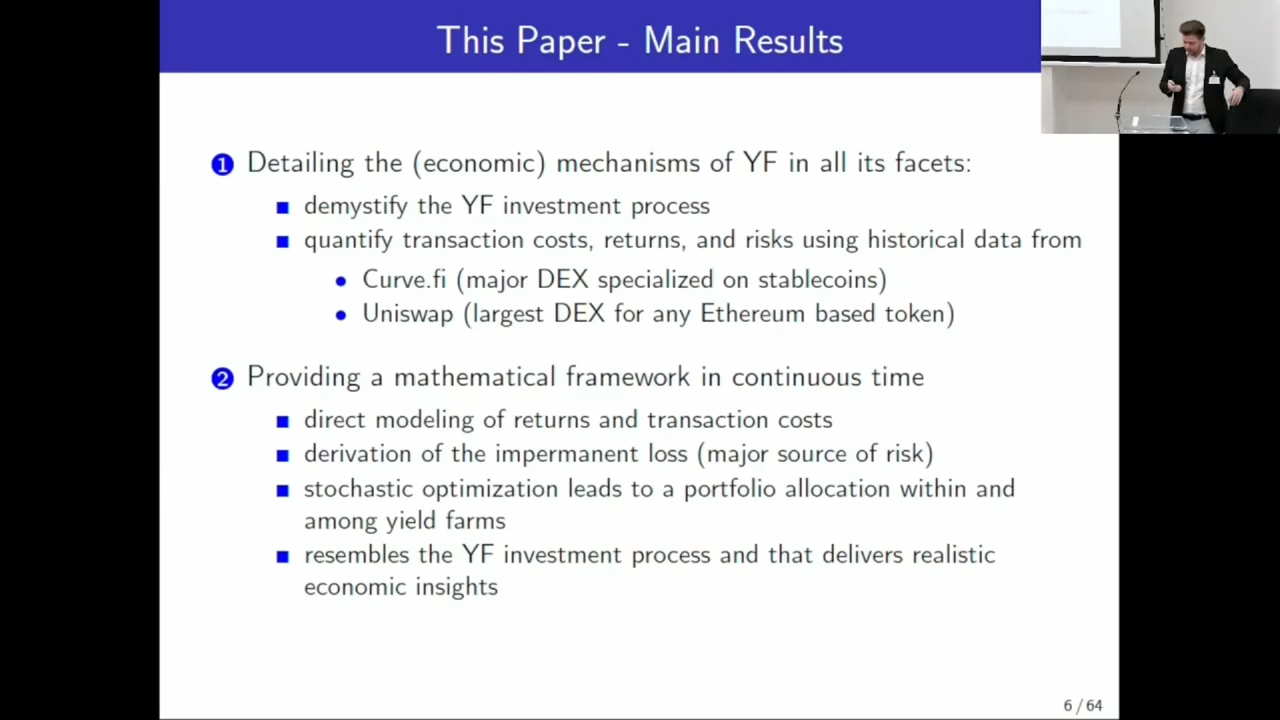 This Paper - Main Results
1 Detailing the (economic) mechanisms of YF in all its facets:
demystify the YF investment process
quantify transaction costs, returns, and risks using historical data from
Curve.fi (major DEX specialized on stablecoins)
Uniswap (largest DEX for any Ethereum based token)
2 Providing a mathematical framework in continuous time
direct modeling of returns and transaction costs
derivation of the impermanent loss (major source of risk)
stochastic optimization leads to a portfolio allocation within and
among yield farms
resembles the YF investment process and that delivers realistic
economic insights
6 / 64